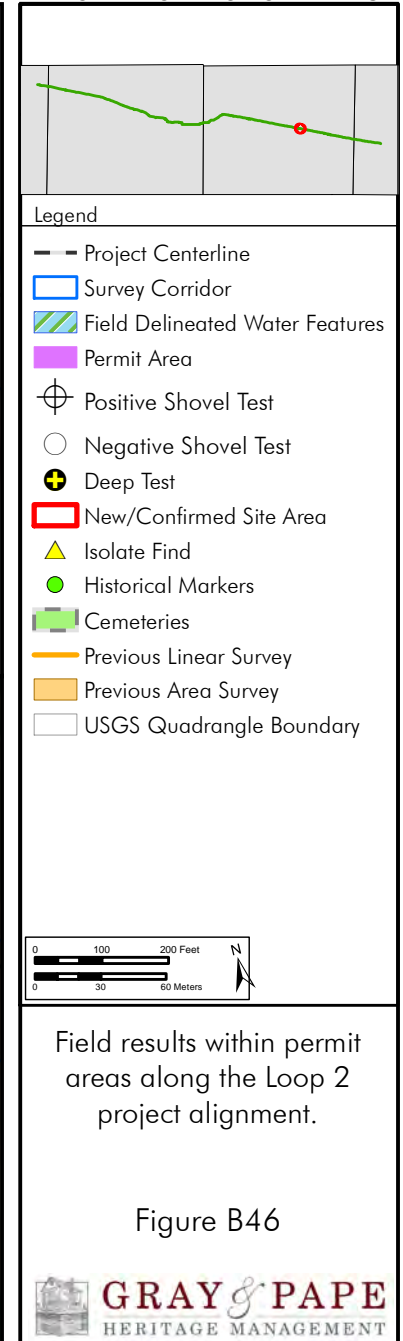 Legend
Project Centerline
Survey Corridor
Field Delineated Water Features
Permit Area
Positive Shovel Test
Negative Shovel Test
Deep Test
New/Confirmed Site Area
Isolate Find
Historical Markers
Cemeteries
Previous Linear Survey
Previous Area Survey
USGS Quadrangle Boundary
0 100 200 Feet
N
0 30 60 Meters
Field results within permit
areas along the Loop 2
project alignment.
Figure B46
GRAY & PAPE
HERITAGE MANAGEMENT